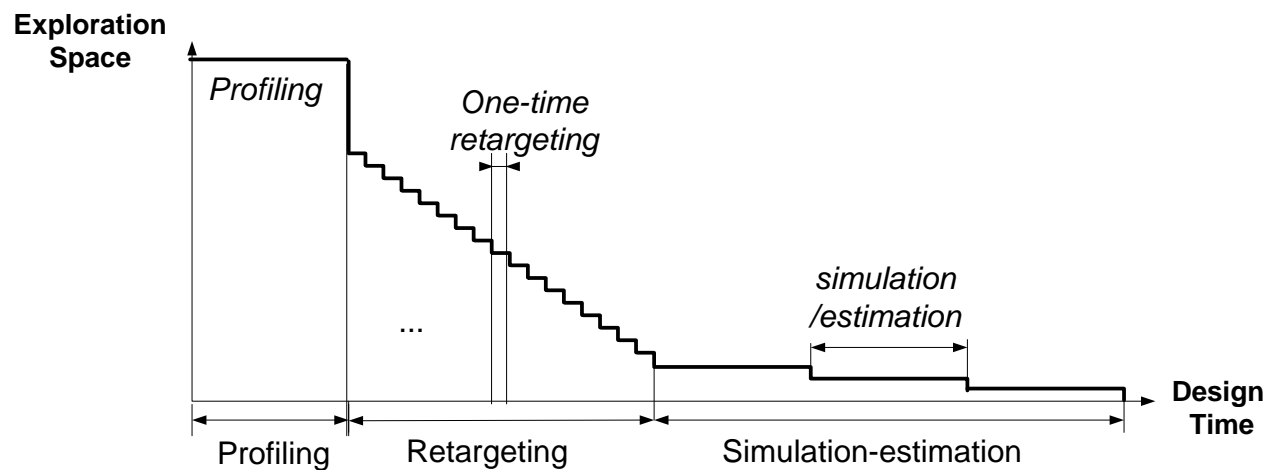 Exploration
Space
Profiling
One-time
retargeting
simulation
/estimation
...
Design
Time
Profiling
Retargeting
Simulation-estimation